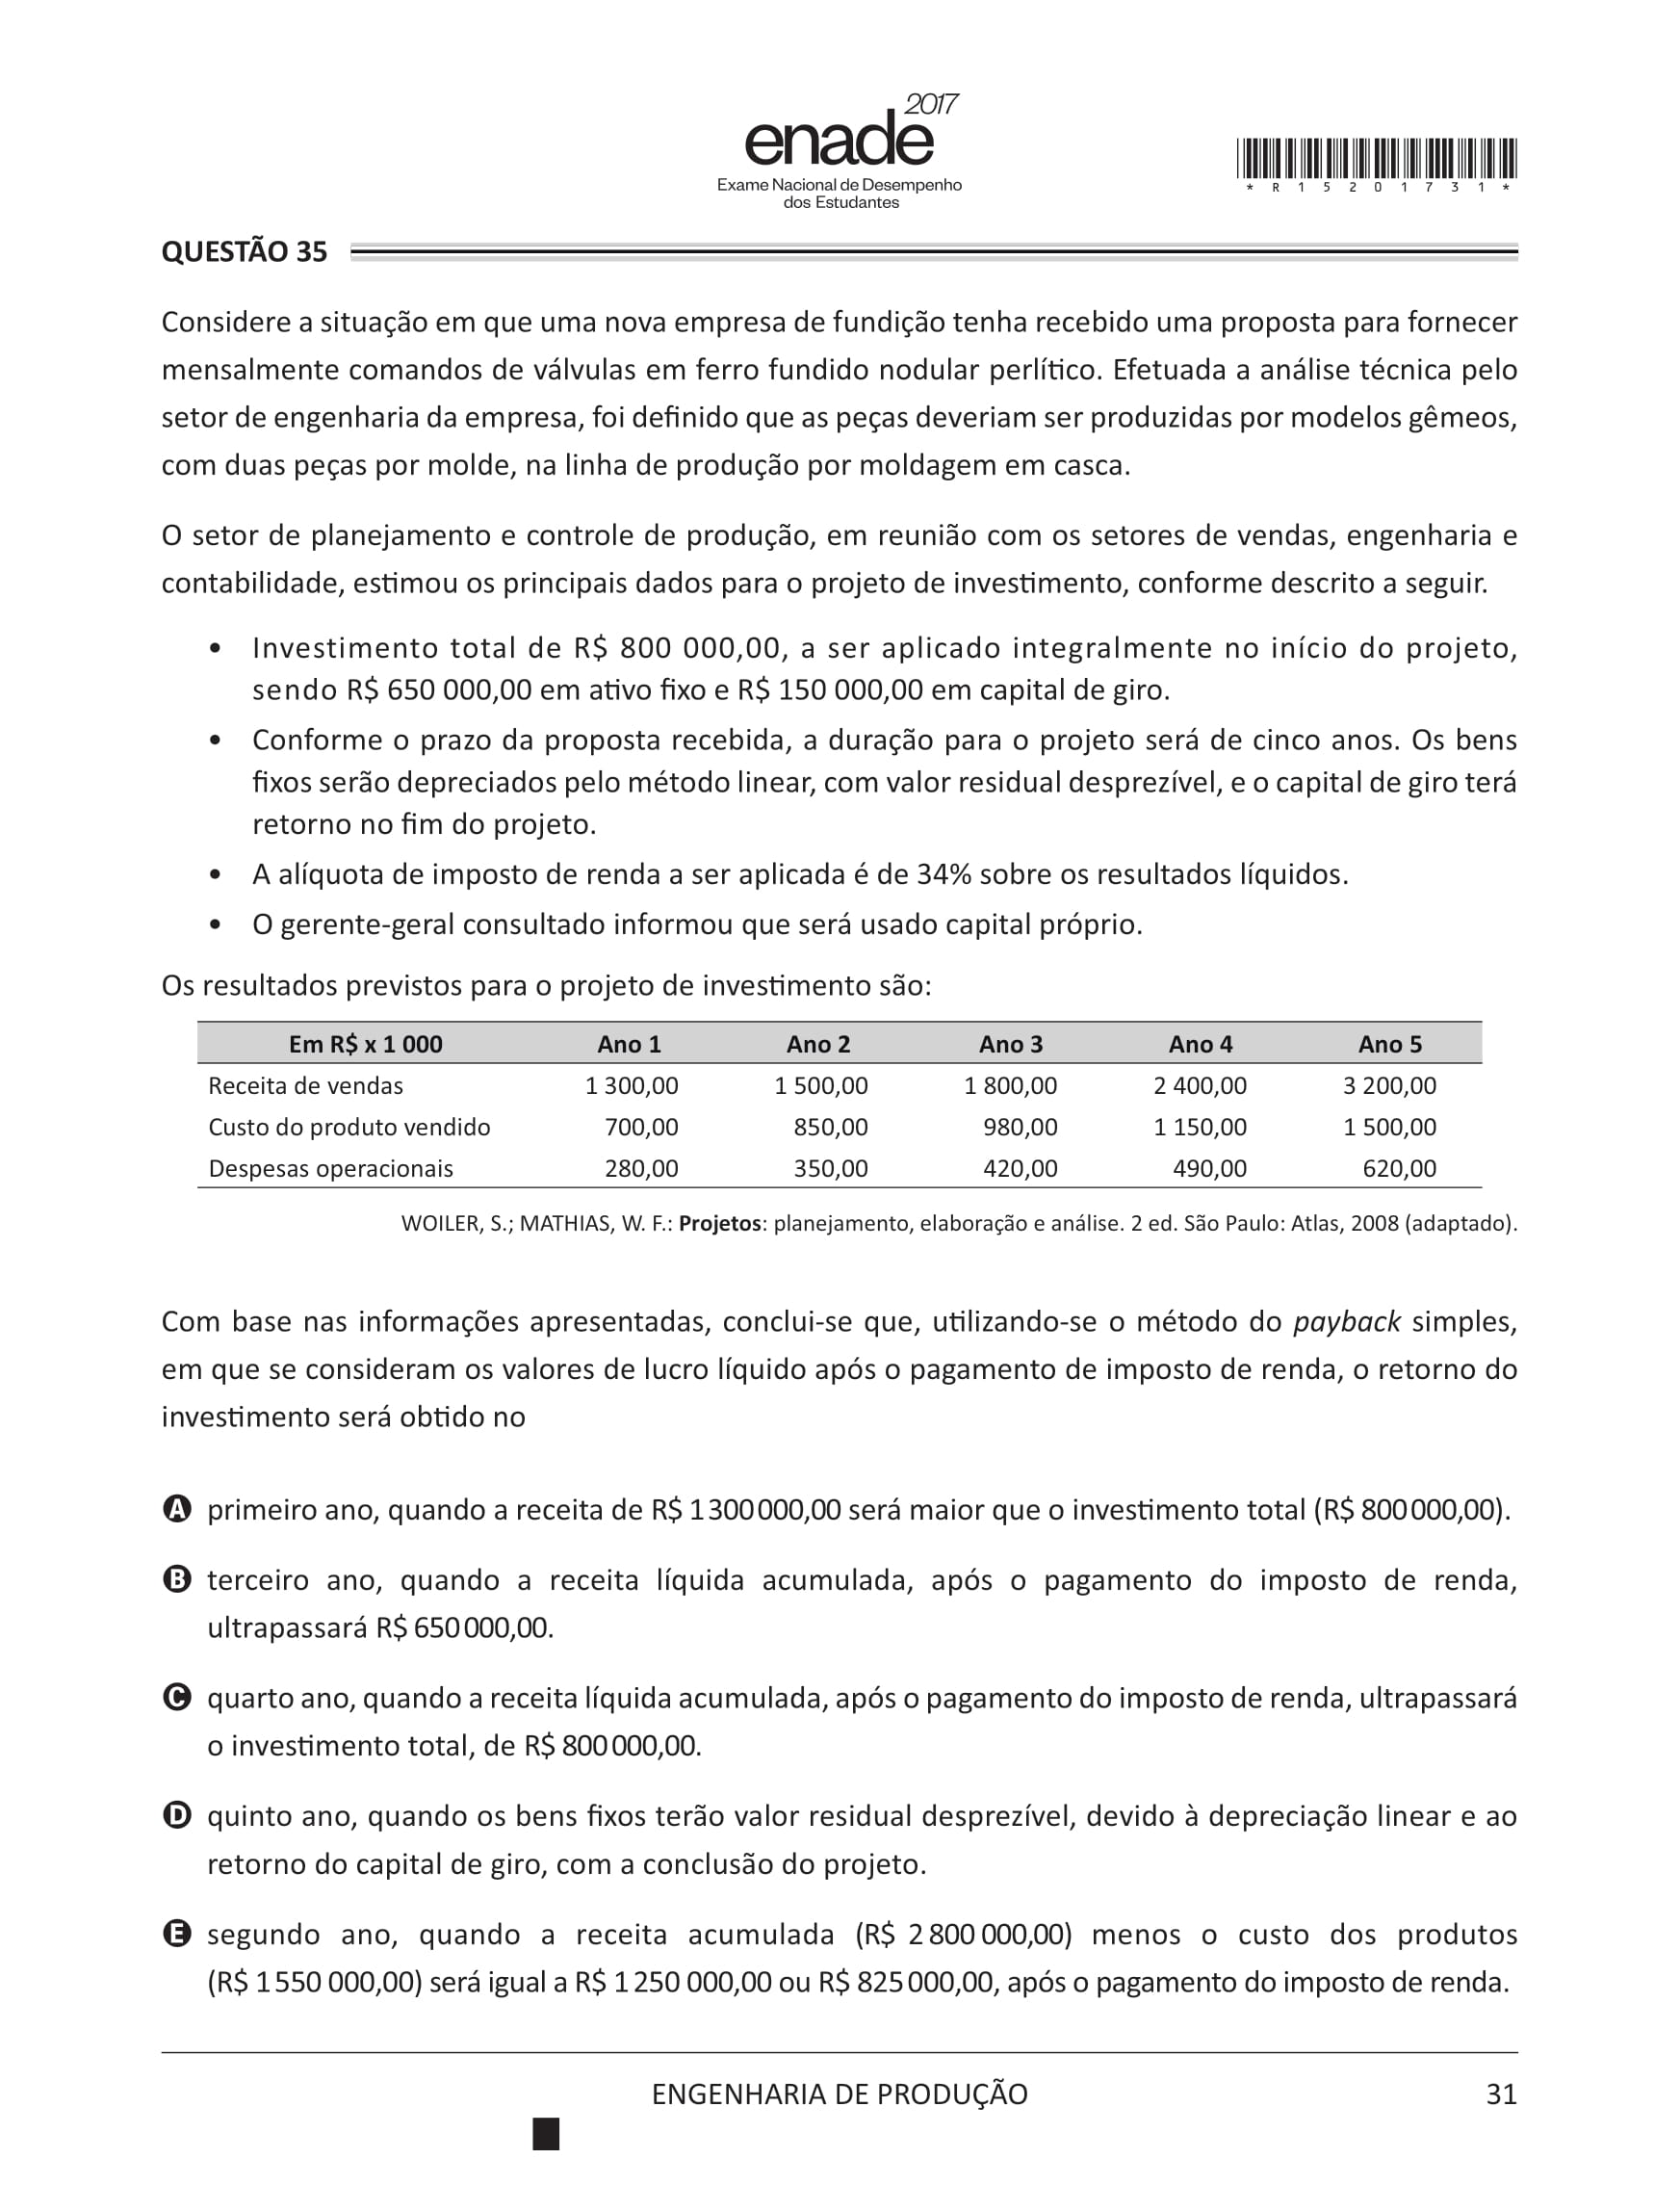 2017
enade
Exame Nacional de Desempenho
dos Estudantes
* R 1 5 2 0 1 7 3 1 *
QUESTÃO 35
Considere a situação em que uma nova empresa de fundição tenha recebido uma proposta para fornecer
mensalmente comandos de válvulas em ferro fundido nodular perlítico. Efetuada a análise técnica pelo
setor de engenharia da empresa, foi definido que as peças deveriam ser produzidas por modelos gêmeos,
com duas peças por molde, na linha de produção por moldagem em casca.
O setor de planejamento e controle de produção, em reunião com os setores de vendas, engenharia e
contabilidade, estimou os principais dados para o projeto de investimento, conforme descrito a seguir.
• Investimento total de R$ 800 000,00, a ser aplicado integralmente no início do projeto,
sendo R$ 650 000,00 em ativo fixo e R$ 150 000,00 em capital de giro.
• Conforme o prazo da proposta recebida, a duração para o projeto será de cinco anos. Os bens
fixos serão depreciados pelo método linear, com valor residual desprezível, e o capital de giro terá
retorno no fim do projeto.
• A alíquota de imposto de renda a ser aplicada é de 34% sobre os resultados líquidos.
• O gerente-geral consultado informou que será usado capital próprio.
Os resultados previstos para o projeto de investimento são:
Em R$ x 1 000 Ano 1 Ano 2 Ano 3 Ano 4 Ano 5
Receita de vendas 1 300,00 1 500,00 1 800,00 2 400,00 3 200,00
Custo do produto vendido 700,00 850,00 980,00 1 150,00 1 500,00
Despesas operacionais 280,00 350,00 420,00 490,00 620,00
WOILER, S.; MATHIAS, W. F.: Projetos: planejamento, elaboração e análise. 2 ed. São Paulo: Atlas, 2008 (adaptado).
Com base nas informações apresentadas, conclui-se que, utilizando-se o método do payback simples,
em que se consideram os valores de lucro líquido após o pagamento de imposto de renda, o retorno do
investimento será obtido no
A primeiro ano, quando a receita de R$ 1 300 000,00 será maior que o investimento total (R$ 800 000,00).
B terceiro ano, quando a receita líquida acumulada, após o pagamento do imposto de renda,
ultrapassará R$ 650 000,00.
C quarto ano, quando a receita líquida acumulada, após o pagamento do imposto de renda, ultrapassará
o investimento total, de R$ 800 000,00.
D quinto ano, quando os bens fixos terão valor residual desprezível, devido à depreciação linear e ao
retorno do capital de giro, com a conclusão do projeto.
E segundo ano, quando a receita acumulada (R$ 2 800 000,00) menos o custo dos produtos
(R$ 1 550 000,00) será igual a R$ 1 250 000,00 ou R$ 825 000,00, após o pagamento do imposto de renda.
ENGENHARIA DE PRODUÇÃO
31